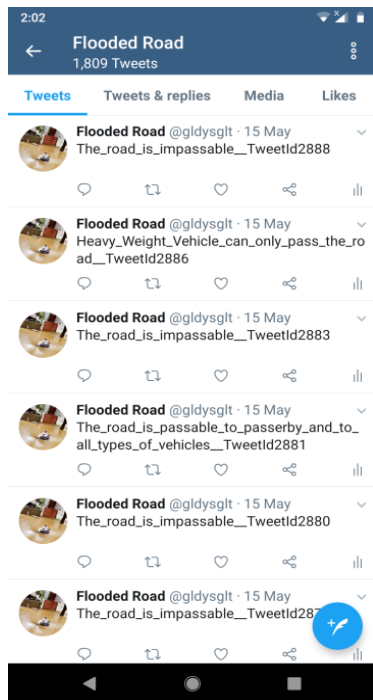 2:02
Flooded Road
1,809 Tweets
Tweets Tweets & replies Media Likes
Flooded Road @gldysglt · 15 May
The_road_is_impassable__TweetId2888
Flooded Road @gldysglt · 15 May
Heavy_Weight_Vehicle_can_only_pass_the_ro
ad__TweetId2886
Flooded Road @gldysglt · 15 May
The_road_is_impassable__TweetId2883
Flooded Road @gldysglt · 15 May
The_road_is_passable_to_passerby_and_to_
all_types_of_vehicles__TweetId2881
Flooded Road @gldysglt · 15 May
The_road_is_impassable__TweetId2880
Flooded Road @gldysglt · 15 May
The_road_is_impassable__TweetId287